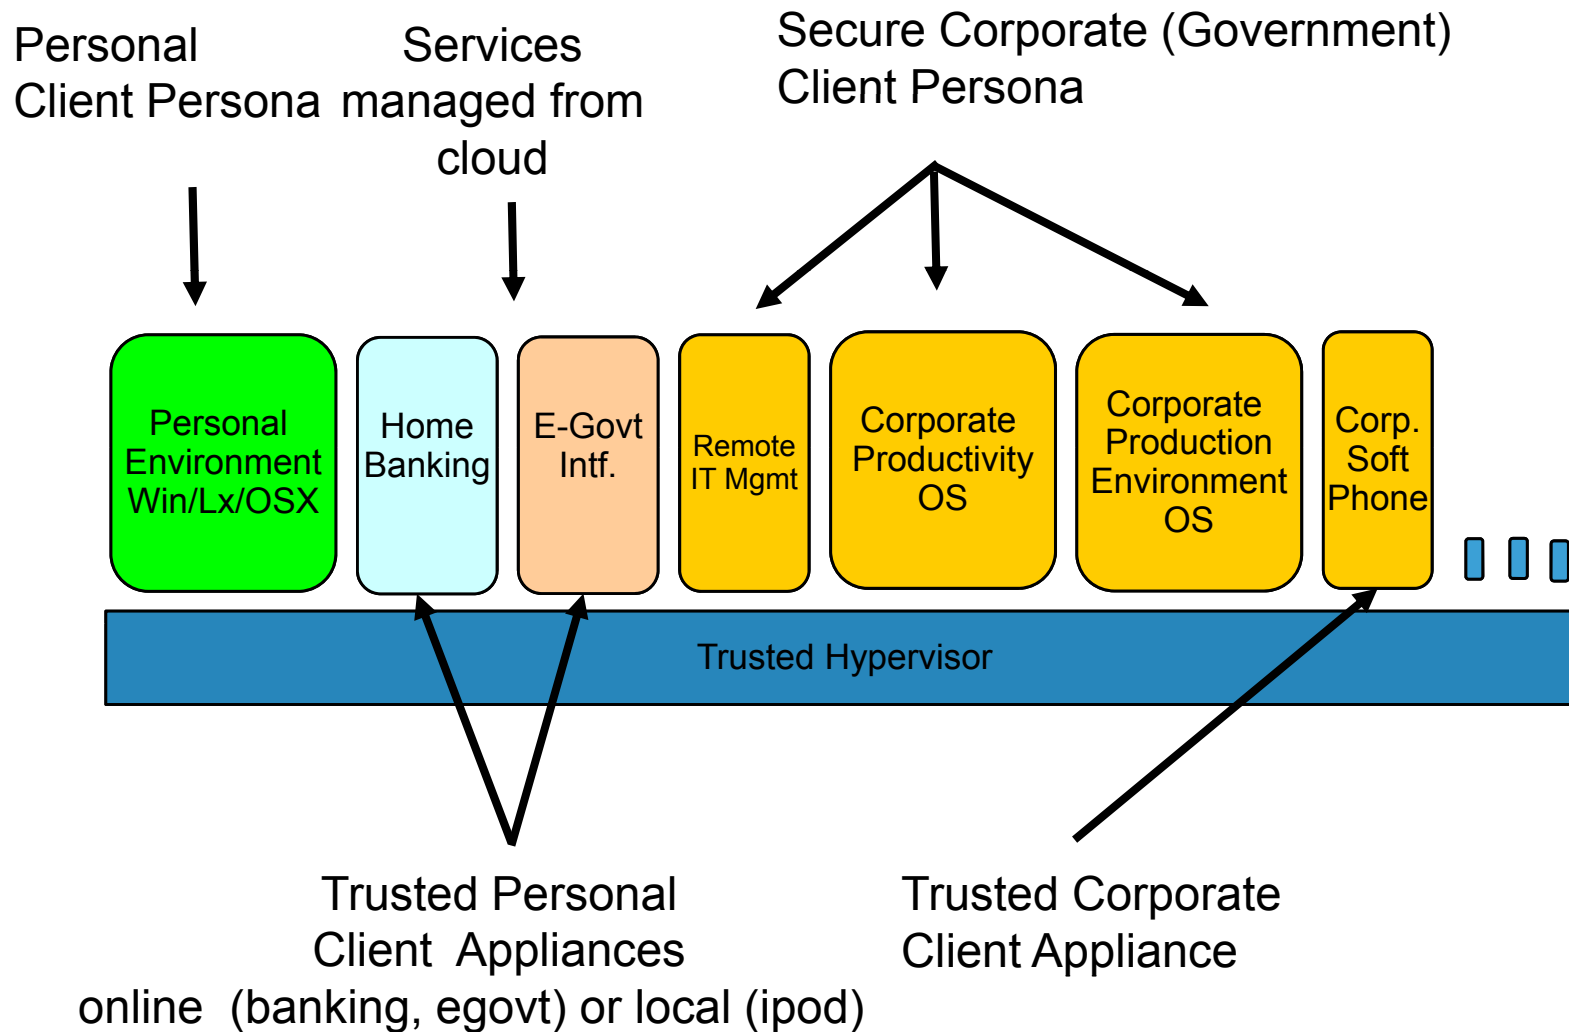 Personal
Client Persona
Services
managed from
cloud
Secure Corporate (Government)
Client Persona
Personal
Environment
Win/Lx/OSX
Home
Banking
E-Govt
Intf.
Remote
IT Mgmt
Corporate
Productivity
OS
Corporate
Production
Environment
OS
Corp.
Soft
Phone
Trusted Hypervisor
Trusted Personal
Client Appliances
online (banking, egovt) or local (ipod)
Trusted Corporate
Client Appliance